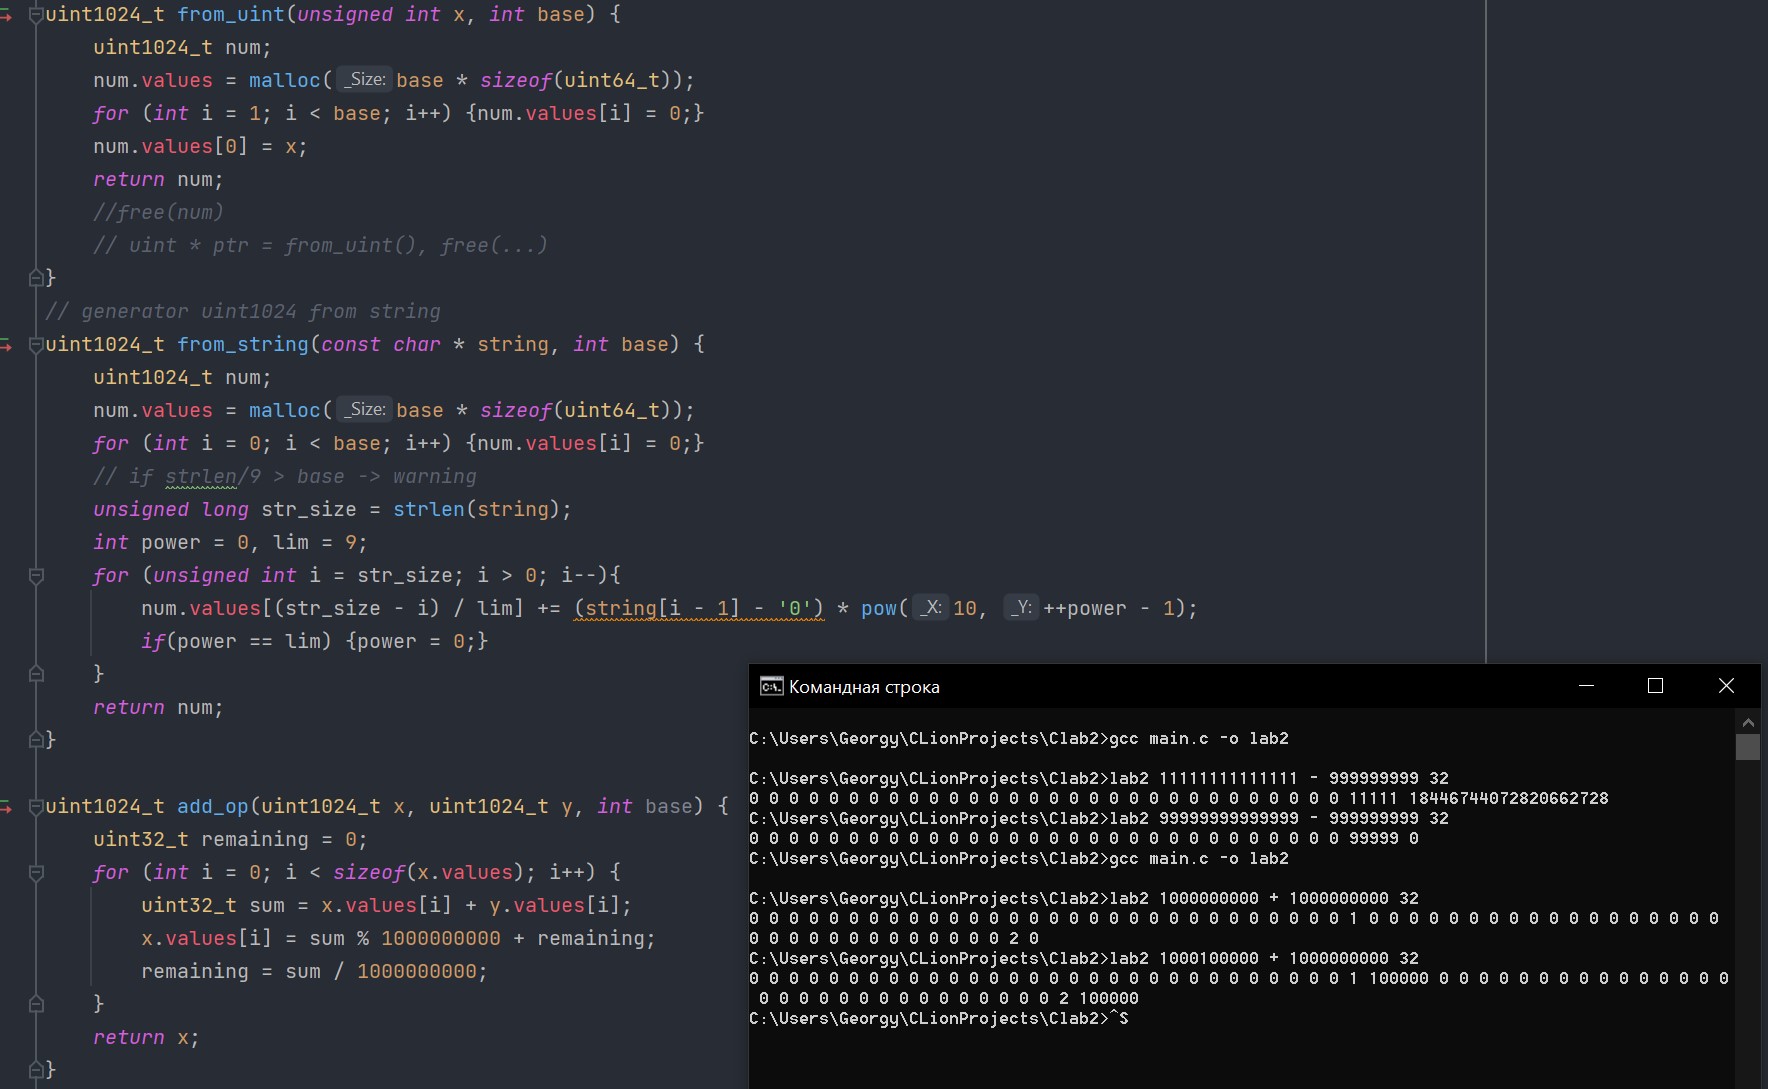 uint1024_t from_uint(unsigned int x, int base) {
    uint1024_t num;
    num.values = malloc( _Size: base * sizeof(uint64_t));
    for (int i = 1; i < base; i++) {num.values[i] = 0;}
    num.values[0] = x;
    return num;
    //free(num)
    // uint * ptr = from_uint(), free(...)
}
// generator uint1024 from string
uint1024_t from_string(const char * string, int base) {
    uint1024_t num;
    num.values = malloc( _Size: base * sizeof(uint64_t));
    for (int i = 0; i < base; i++) {num.values[i] = 0;}
    // if strlen/9 > base -> warning
    unsigned long str_size = strlen(string);
    int power = 0, lim = 9;
    for (unsigned int i = str_size; i > 0; i--){
        num.values[(str_size - i) / lim] += (string[i - 1] - '0') * pow( _X: 10, _Y: ++power - 1);
        if(power == lim) {power = 0;}
    }
    return num;
}
uint1024_t add_op(uint1024_t x, uint1024_t y, int base) {
    uint32_t remaining = 0;
    for (int i = 0; i < sizeof(x.values); i++) {
        uint32_t sum = x.values[i] + y.values[i];
        x.values[i] = sum % 1000000000 + remaining;
        remaining = sum / 1000000000;
    }
    return x;
}
Командная строка
C:\Users\Georgy\CLionProjects\Clab2>gcc main.c -o lab2
C:\Users\Georgy\CLionProjects\Clab2>lab2 11111111111111 - 999999999 32
0 0 0 0 0 0 0 0 0 0 0 0 0 0 0 0 0 0 0 0 0 0 0 0 0 0 0 0 0 0 11111 18446744072820662728
C:\Users\Georgy\CLionProjects\Clab2>lab2 99999999999999 - 999999999 32
0 0 0 0 0 0 0 0 0 0 0 0 0 0 0 0 0 0 0 0 0 0 0 0 0 0 0 0 0 0 99999 0
C:\Users\Georgy\CLionProjects\Clab2>gcc main.c -o lab2
C:\Users\Georgy\CLionProjects\Clab2>lab2 1000000000 + 1000000000 32
0 0 0 0 0 0 0 0 0 0 0 0 0 0 0 0 0 0 0 0 0 0 0 0 0 0 0 0 0 0 1 0 0 0 0 0 0 0 0 0 0 0 0 0 0 0 0 0 0
0 0 0 0 0 0 0 0 0 0 0 0 0 2 0
C:\Users\Georgy\CLionProjects\Clab2>lab2 1000100000 + 1000000000 32
0 0 0 0 0 0 0 0 0 0 0 0 0 0 0 0 0 0 0 0 0 0 0 0 0 0 0 0 0 0 1 100000 0 0 0 0 0 0 0 0 0 0 0 0 0 0 0
 0 0 0 0 0 0 0 0 0 0 0 0 0 0 0 2 100000
C:\Users\Georgy\CLionProjects\Clab2>^S